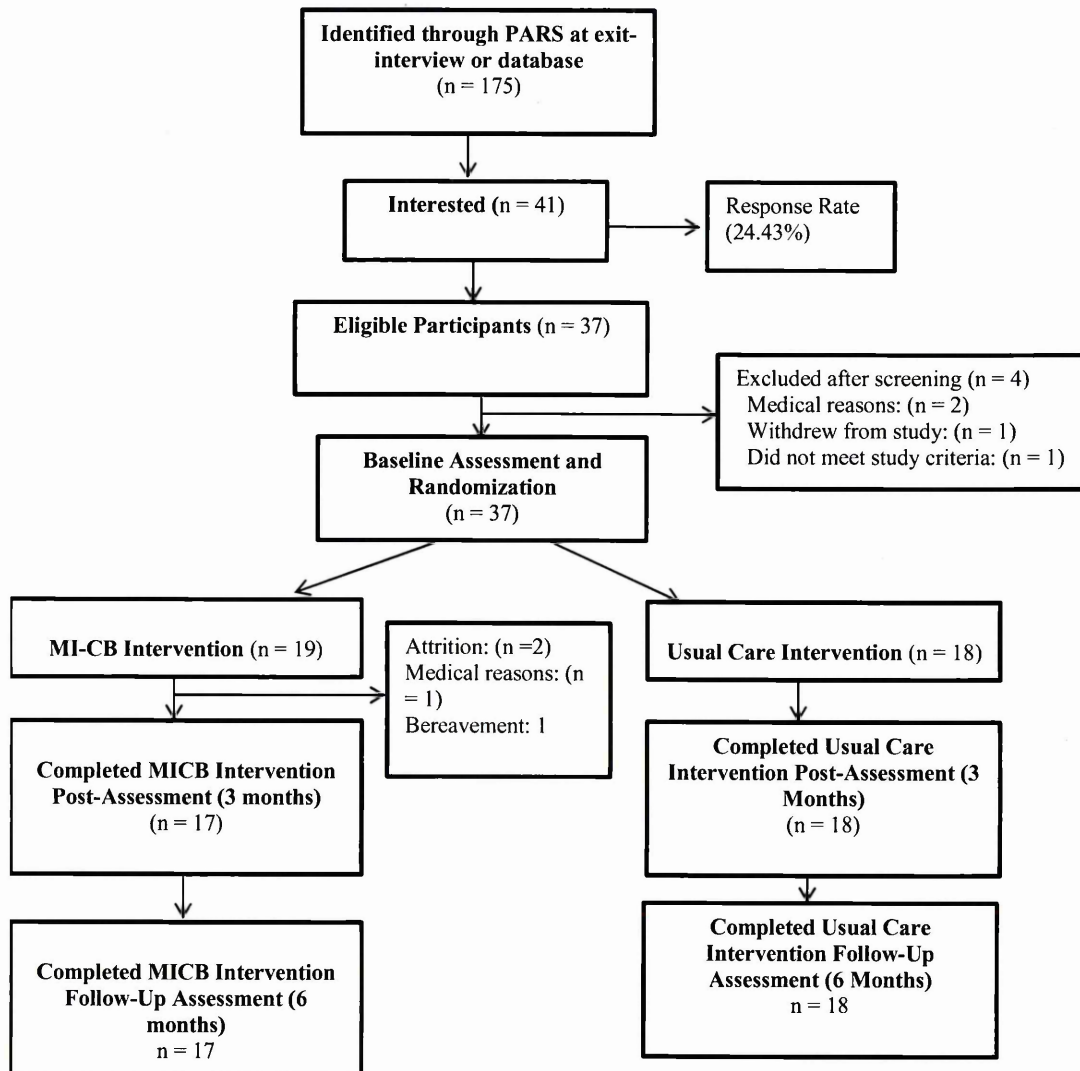 Identified through PARS at exit-
interview or database
(n = 175)
Interested (n = 41)
Response Rate
(24.43%)
Eligible Participants (n = 37)
Excluded after screening (n = 4)
Medical reasons: (n = 2)
Withdrew from study: (n = 1)
Did not meet study criteria: (n = 1)
Baseline Assessment and
Randomization
(n = 37)
MI-CB Intervention (n = 19)
Attrition: (n =2)
Medical reasons: (n
= 1)
Bereavement: 1
Usual Care Intervention (n = 18)
Completed MICB Intervention
Post-Assessment (3 months)
(n = 17)
Completed Usual Care
Intervention Post-Assessment (3
Months)
(n = 18)
Completed MICB Intervention
Follow-Up Assessment (6
months)
n = 17
Completed Usual Care
Intervention Follow-Up
Assessment (6 Months)
n = 18